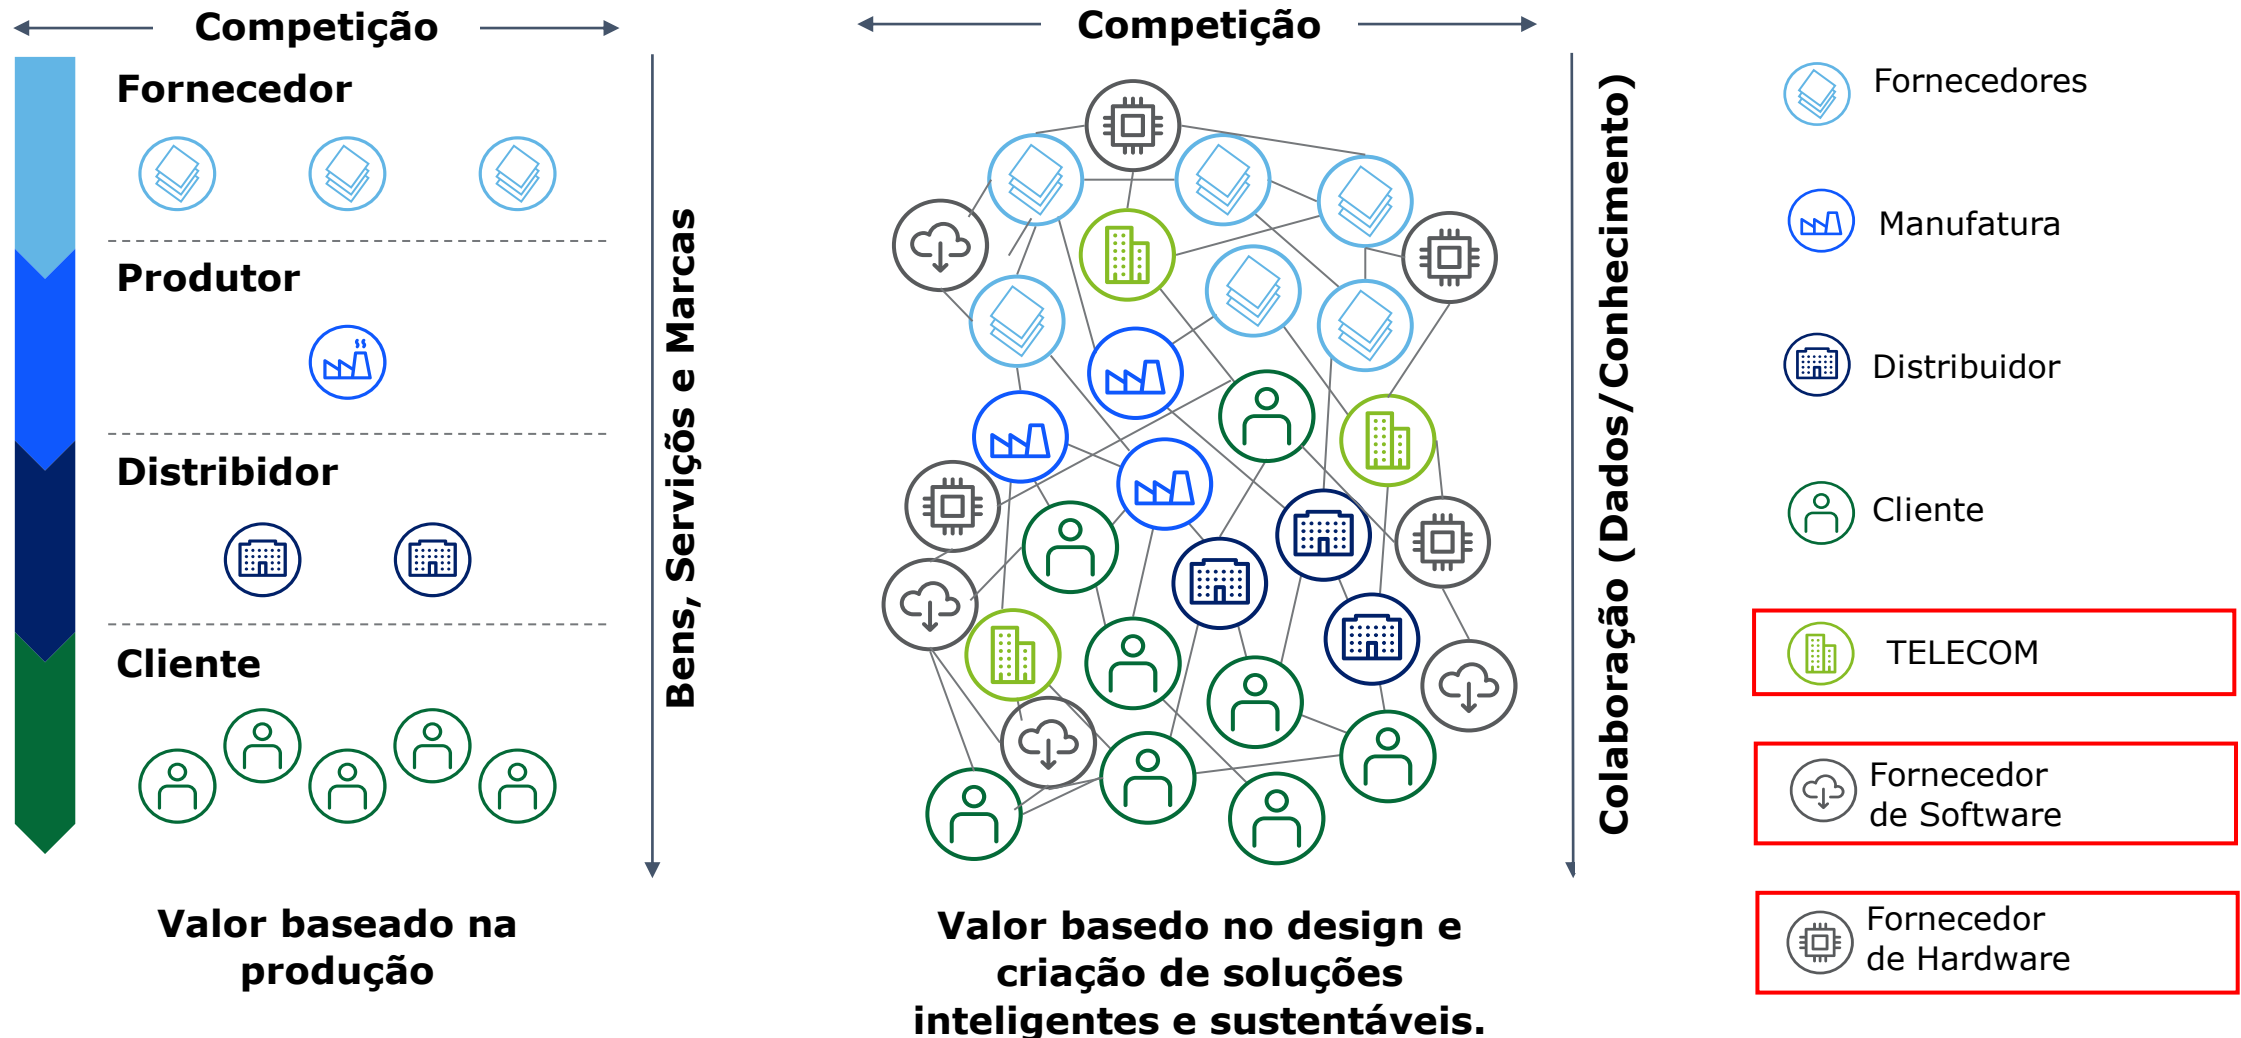 Competição
Fornecedor
Produtor
Distribidor
Cliente
Bens, Serviçõs e Marcas
Valor baseado na
produção
Competição
Colaboração (Dados/Conhecimento)
Valor basedo no design e
criação de soluções
inteligentes e sustentáveis.
Fornecedores
Manufatura
Distribuidor
Cliente
TELECOM
Fornecedor
de Software
Fornecedor
de Hardware